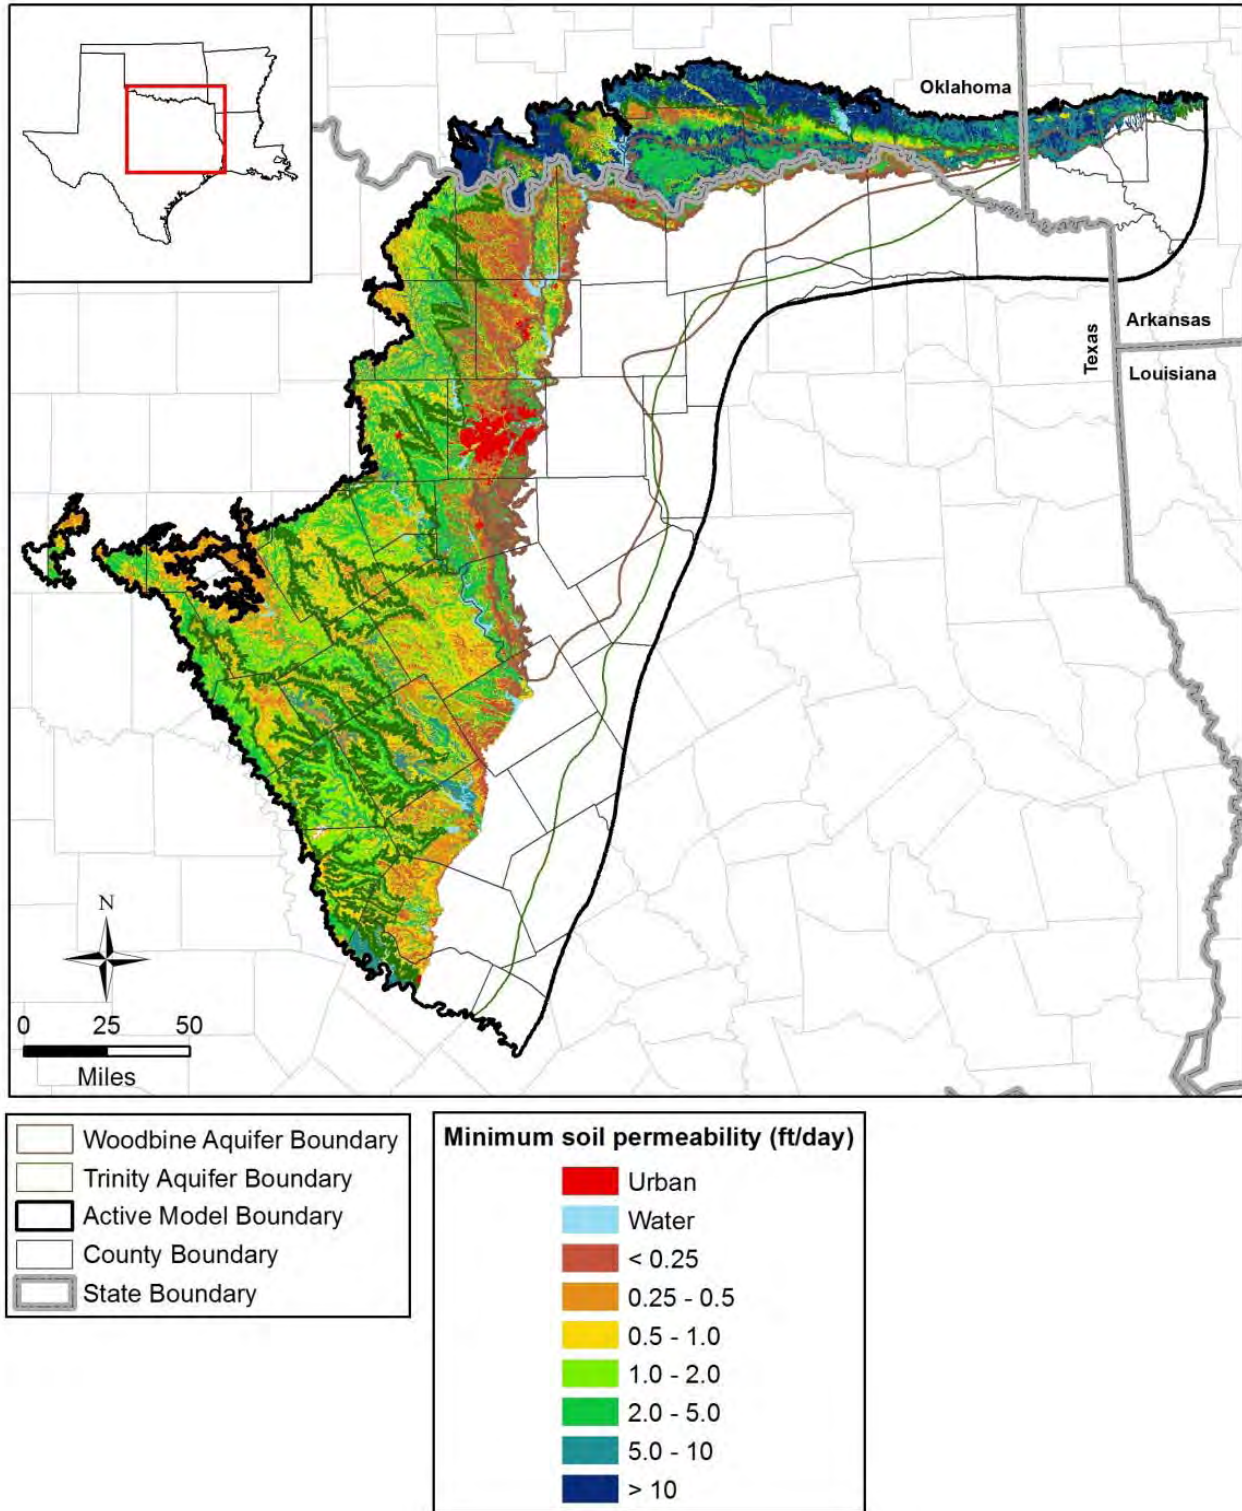 Oklahoma
Texas
Arkansas
Louisiana
N
0 25 50
Miles
Woodbine Aquifer Boundary
Trinity Aquifer Boundary
Active Model Boundary
County Boundary
State Boundary
Minimum soil permeability (ft/day)
Urban
Water
< 0.25
0.25 - 0.5
0.5 - 1.0
1.0 - 2.0
2.0 - 5.0
5.0 - 10
> 10